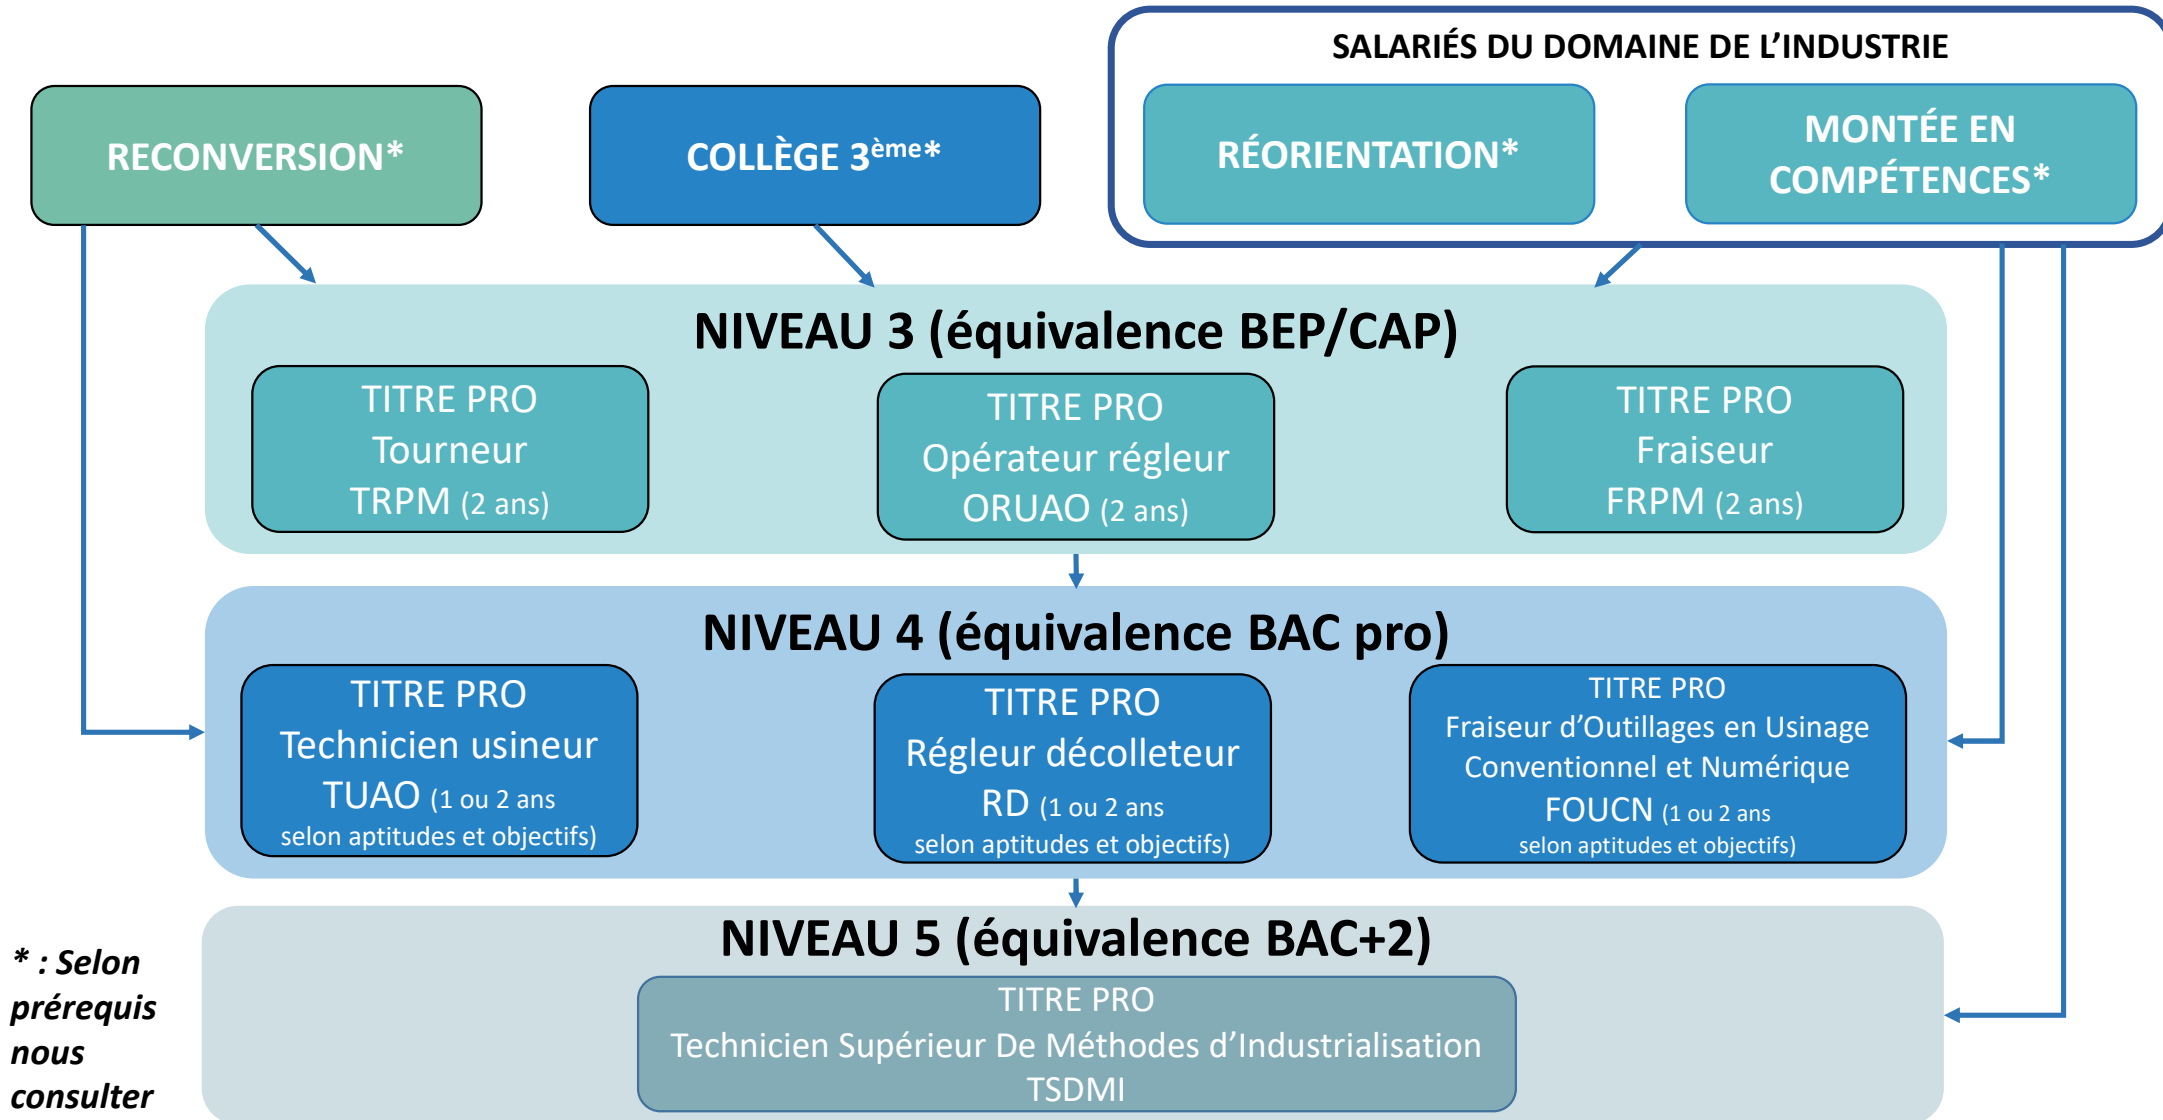 SALARIÉS DU DOMAINE DE L’INDUSTRIE
RECONVERSION*
COLLÈGE 3ème*
RÉORIENTATION*
MONTÉE EN
COMPÉTENCES*
NIVEAU 3 (équivalence BEP/CAP)
TITRE PRO
Tourneur
TRPM (2 ans)
TITRE PRO
Opérateur régleur
ORUAO (2 ans)
TITRE PRO
Fraiseur
FRPM (2 ans)
NIVEAU 4 (équivalence BAC pro)
TITRE PRO
Technicien usineur
TUAO (1 ou 2 ans
selon aptitudes et objectifs)
TITRE PRO
Régleur décolleteur
RD (1 ou 2 ans
selon aptitudes et objectifs)
TITRE PRO
Fraiseur d’Outillages en Usinage
Conventionnel et Numérique
FOUCN (1 ou 2 ans
selon aptitudes et objectifs)
NIVEAU 5 (équivalence BAC+2)
TITRE PRO
Technicien Supérieur De Méthodes d’Industrialisation
TSDMI
* : Selon
prérequis
nous
consulter